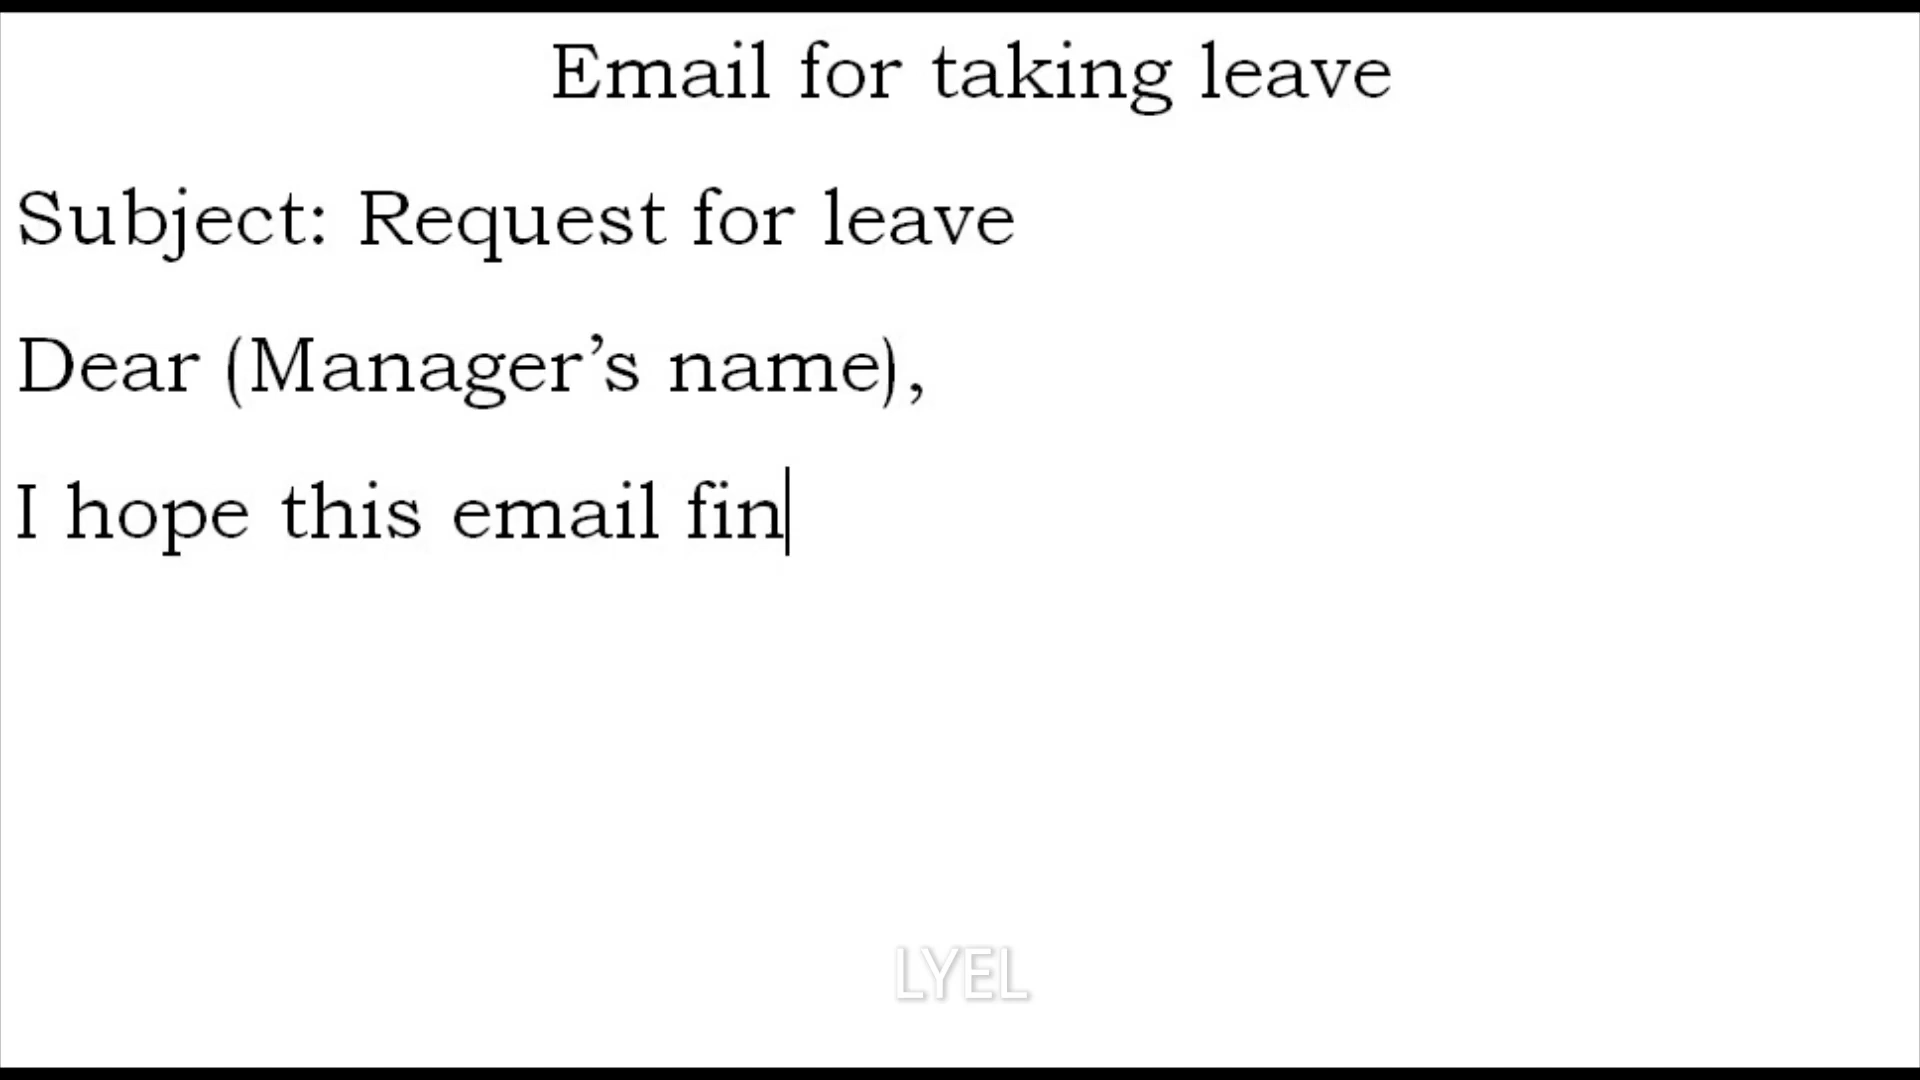 Email for taking leave
Subject: Request for leave
Dear (Manager’s name),
I hope this email fin
LYEL